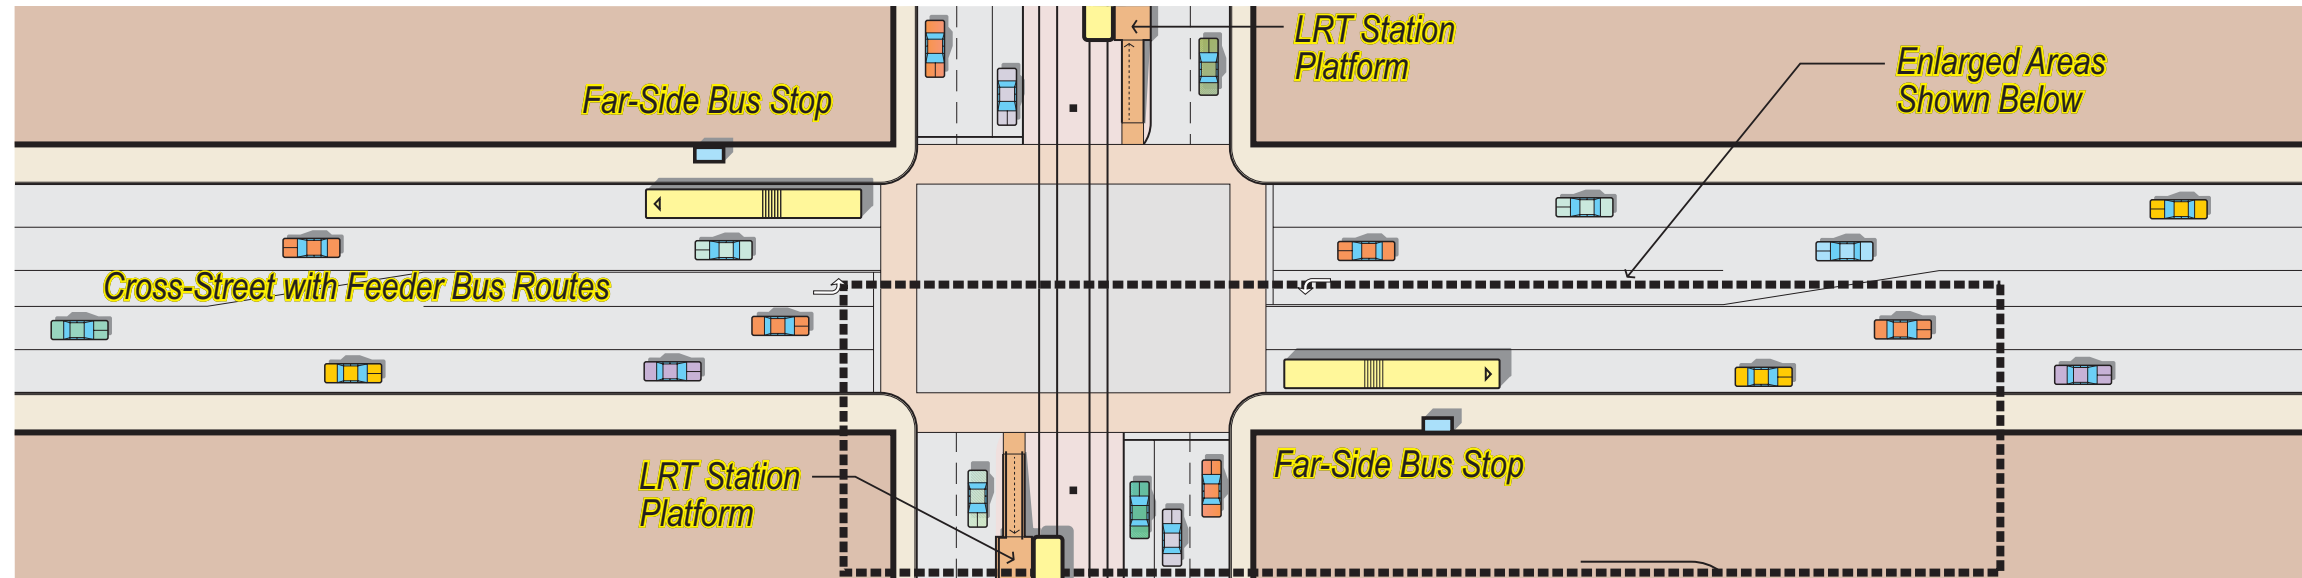 LRT Station
Platform
Enlarged Areas
Shown Below
Far-Side Bus Stop
Cross-Street with Feeder Bus Routes
Far-Side Bus Stop
LRT Station
Platform